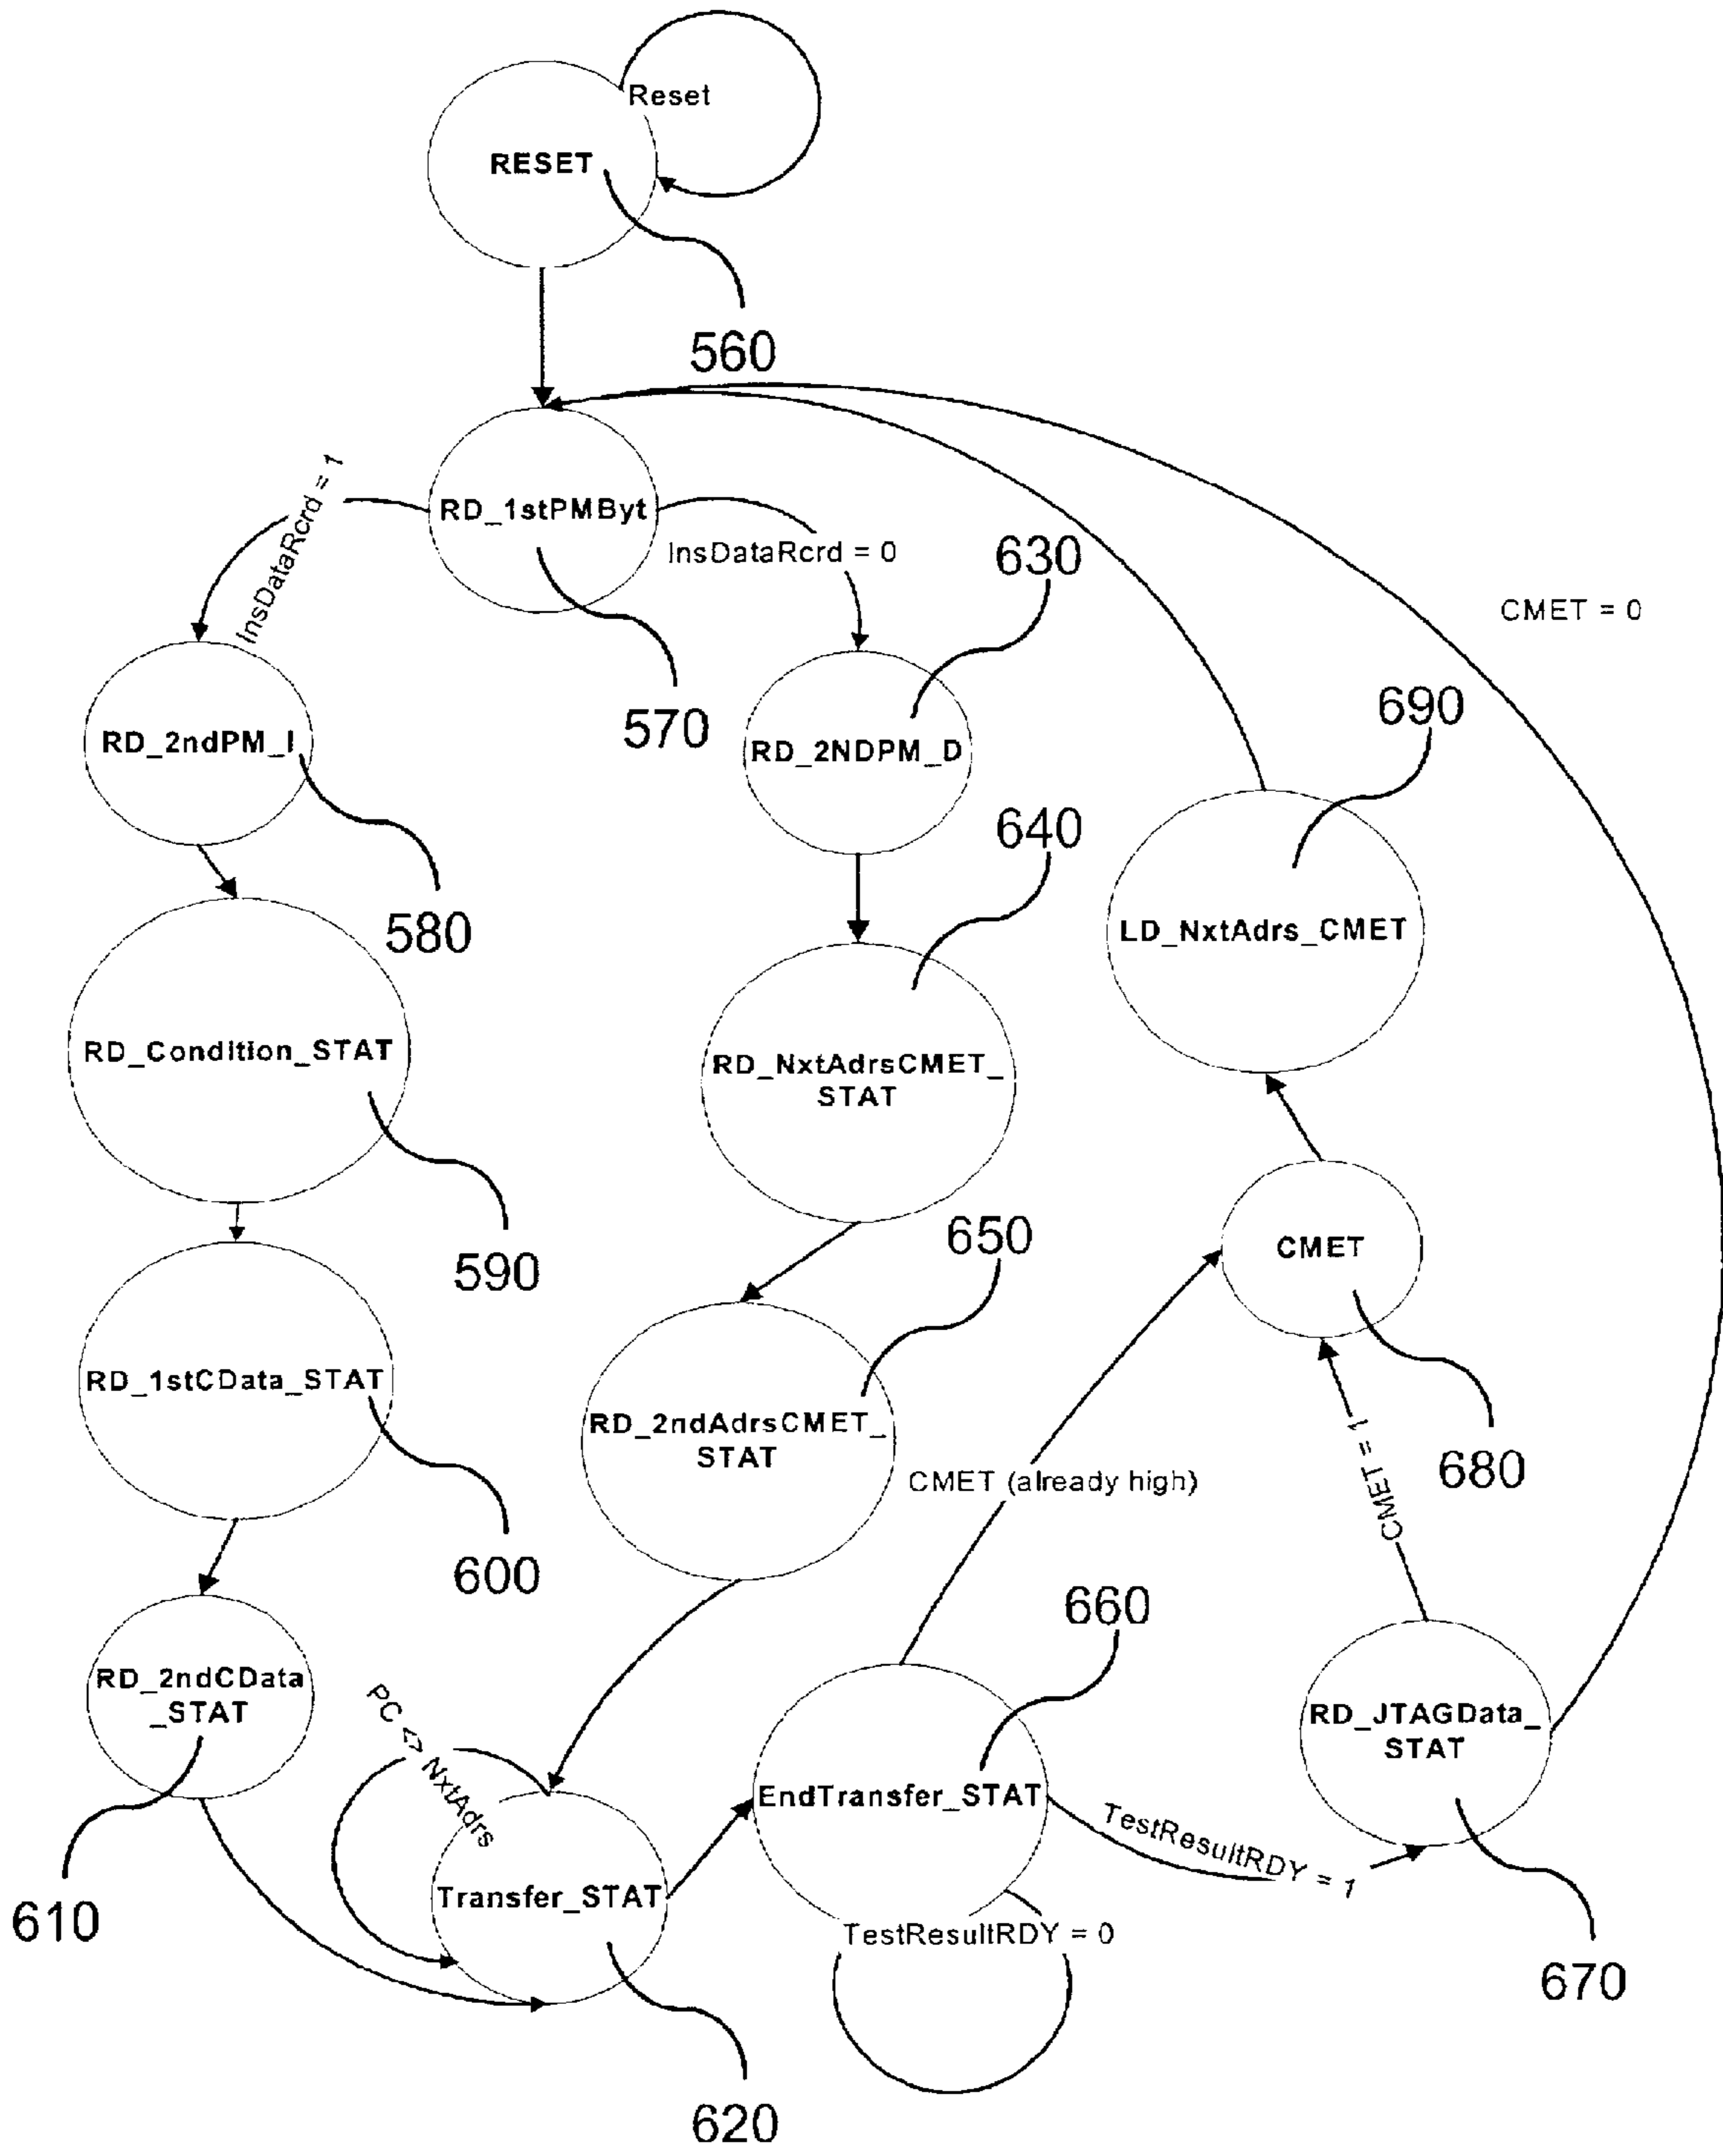 Reset
RESET
560
InsDataRcrd = 1
RD_1stPMByt
InsDataRcrd = 0
630
CMET = 0
570
690
RD_2ndPM_I
RD_2NDPM_D
640
580
LD_NxtAdrs_CMET
RD_Condition_STAT
RD_NxtAdrsCMET_
STAT
590
650
CMET
RD_1stCData_STAT
RD_2ndAdrsCMET_
STAT
CMET (already high)
CMET = 1
680
600
660
RD_2ndCData
_STAT
PC <> NxtAdrs
RD_JTAGData_
STAT
EndTransfer_STAT
TestResultRDY = 1
Transfer_STAT
610
TestResultRDY = 0
670
620